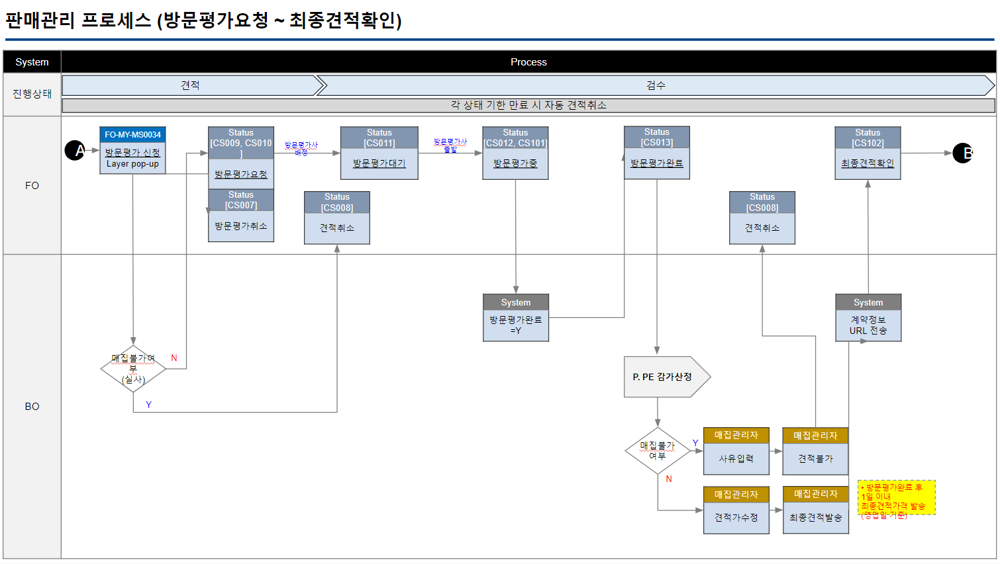 판매관리 프로세스 (방문평가요청 ~ 최종견적확인)
System
Process
진행상태
견적
검수
각 상태 기한 만료 시 자동 견적취소
FO
A
FO-MY-MS0034
방문평가 신청
Layer pop-up
Status
[CS009, CS010
]
방문평가요청
Status
[CS007]
방문평가취소
방문평가사
배정
Status
[CS008]
견적취소
Status
[CS011]
방문평가대기
방문평가사
출발
Status
[CS012, CS101]
방문평가중
Status
[CS013]
방문평가완료
Status
[CS008]
견적취소
Status
[CS102]
최종견적확인
B
BO
매집불가여
부
(실사)
N
Y
System
방문평가완료
=Y
P. PE 감가산정
매집불가
여부
Y
N
매집관리자
사유입력
매집관리자
견적불가
매집관리자
견적가수정
매집관리자
최종견적발송
System
계약정보
URL 전송
• 방문평가완료 후
1일 이내
최종견적가격 발송
(영업일 기준)